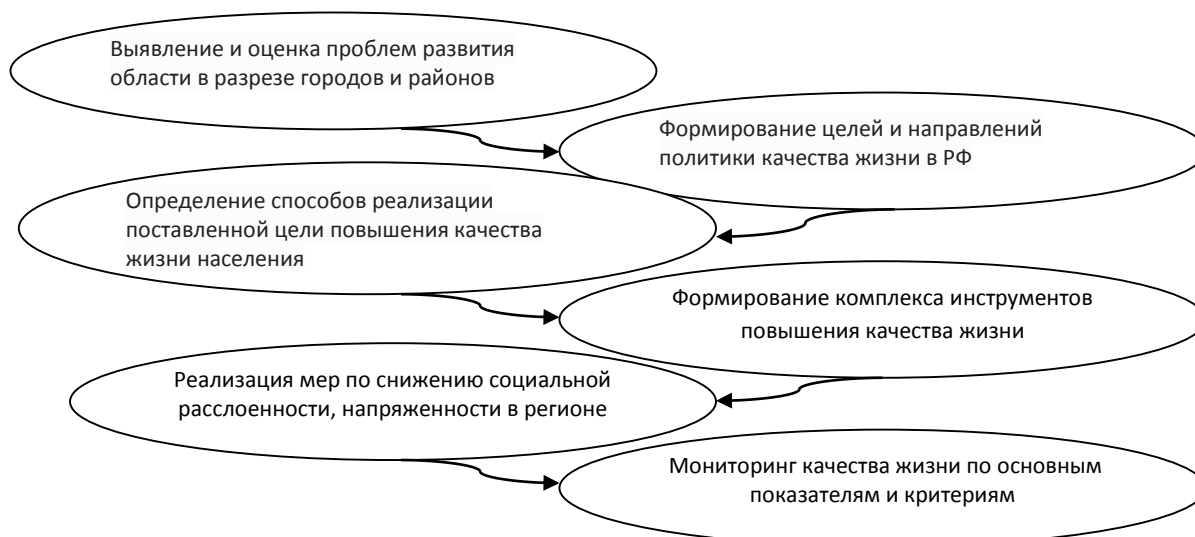 Выявление и оценка проблем развития
области в разрезе городов и районов
Формирование целей и направлений
политики качества жизни в РФ
Определение способов реализации
поставленной цели повышения качества
жизни населения
Формирование комплекса инструментов
повышения качества жизни
Реализация мер по снижению социальной
расслоенности, напряженности в регионе
Мониторинг качества жизни по основным
показателям и критериям